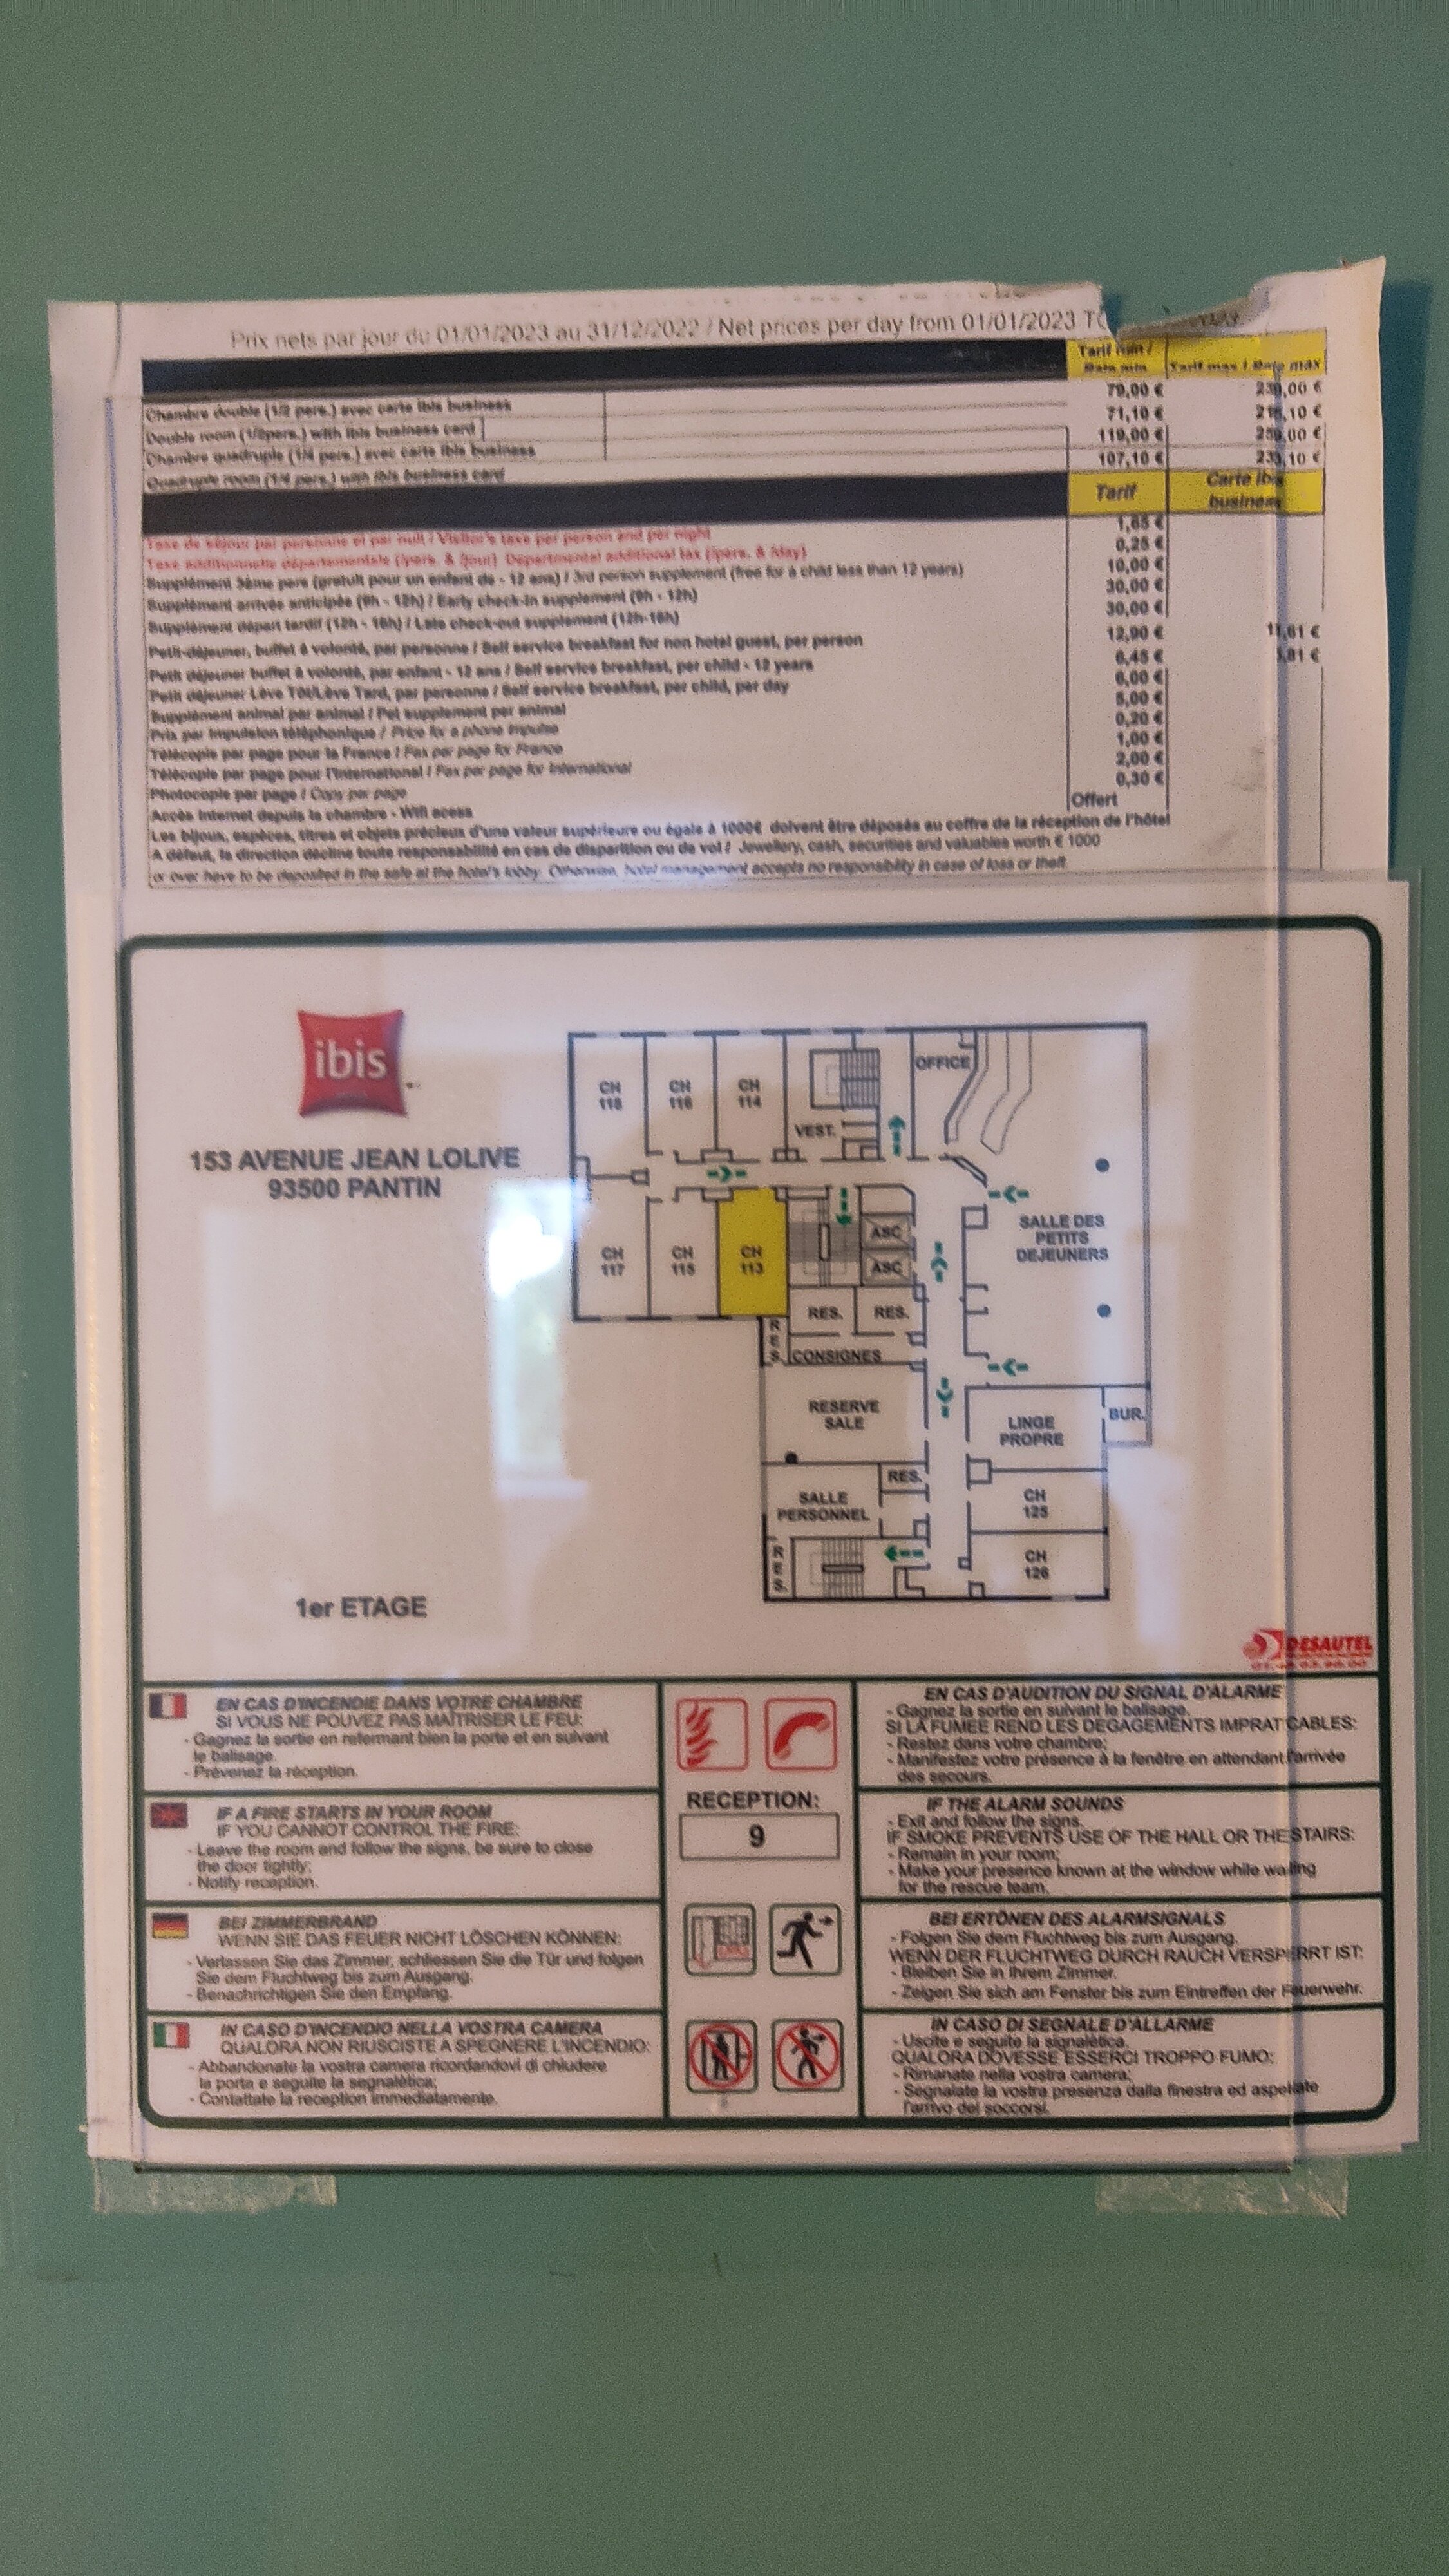 Prix nets par jour du 01/01/2023 au 31/12/2022 / Net prices per day from 01/01/2023
Tarif min / Rate min Tarif max / Rate max
79,00 € 239,00 €
Chambre double (1/2 pers.) avec carte ibis business 71,10 € 215,10 €
Double room (1/2pers.) with ibis business card 119,00 € 259,00 €
Chambre quadruple (1/4 pers.) avec carte ibis business 107,10 € 233,10 €
Quadruple room (1/4 pers.) with ibis business card
Tarif Carte ibis business
Taxe de séjour par personne et par nuit / Visitor's taxe per person and per night 1,65 €
Taxe additionnelle départementale (/pers. & /jour) Départmental additional tax (/pers. & /day) 0,25 €
Supplément 3ème pers (gratuit pour un enfant de - 12 ans) / 3rd person supplement (free for a child less than 12 years) 10,00 €
Supplément arrivée anticipée (9h - 12h) / Early check-in supplement (9h - 12h) 30,00 €
Supplément départ tardif (12h - 16h) / Late check-out supplement (12h-16h) 30,00 €
Petit-déjeuner, buffet à volonté, par personne / Self service breakfast for non hotel guest, per person 12,90 € 11,61 €
Petit déjeuner buffet à volonté, par enfant - 12 ans / Self service breakfast, per child - 12 years 6,45 € ,81 €
Petit déjeuner Lève Tôt/Lève Tard, par personne / Self service breakfast, per child, per day 6,00 €
Supplément animal par animal / Pet supplement per animal 5,00 €
Prix par impulsion téléphonique / Price for a phone impulse 0,20 €
Télécopie par page pour la France / Fax per page for France 1,00 €
Télécopie par page pour l'International / Fax per page for International 2,00 €
Photocopie par page / Copy per page 0,30 €
Accès Internet depuis la chambre - Wifi acess Offert
Les bijoux, espèces, titres et objets précieux d'une valeur supérieure ou égale à 1000€ doivent être déposés au coffre de la réception de l'hôtel
A défaut, la direction décline toute responsabilité en cas de disparition ou de vol / Jewellery, cash, securities and valuables worth € 1000
or over have to be deposited in the safe at the hotel's lobby. Otherwise, hotel management accepts no responsibility in case of loss or theft.
ibis
153 AVENUE JEAN LOLIVE
93500 PANTIN
CH 118
CH 116
CH 114
VEST.
OFFICE
CH 117
CH 115
CH 113
ASC
ASC
SALLE DES
PETITS
DEJEUNERS
RES.
RES.
RES.
CONSIGNES
RESERVE
SALE
LINGE
PROPRE
BUR.
RES.
SALLE
PERSONNEL
CH 125
RES.
CH 126
1er ETAGE
DESAUTEL
EN CAS D'INCENDIE DANS VOTRE CHAMBRE
SI VOUS NE POUVEZ PAS MAÎTRISER LE FEU:
- Gagnez la sortie en refermant bien la porte et en suivant
le balisage.
- Prévenez la réception.
IF A FIRE STARTS IN YOUR ROOM
IF YOU CANNOT CONTROL THE FIRE:
- Leave the room and follow the signs, be sure to close
the door tightly;
- Notify reception.
BEI ZIMMERBRAND
WENN SIE DAS FEUER NICHT LÖSCHEN KÖNNEN:
- Verlassen Sie das Zimmer, schliessen Sie die Tür und folgen
Sie dem Fluchtweg bis zum Ausgang.
- Benachrichtigen Sie den Empfang.
IN CASO D'INCENDIO NELLA VOSTRA CAMERA
QUALORA NON RIUSCISTE A SPEGNERE L'INCENDIO:
- Abbandonate la vostra camera ricordandovi di chiudere
la porta e seguite la segnalètica;
- Contattate la reception immediatamente.
RECEPTION:
9
EN CAS D'AUDITION DU SIGNAL D'ALARME
- Gagnez la sortie en suivant le balisage.
SI LA FUMEE REND LES DEGAGEMENTS IMPRATICABLES:
- Restez dans votre chambre;
- Manifestez votre présence à la fenêtre en attendant l'arrivée
des secours.
IF THE ALARM SOUNDS
- Exit and follow the signs.
IF SMOKE PREVENTS USE OF THE HALL OR THE STAIRS:
- Remain in your room;
- Make your presence known at the window while waiting
for the rescue team.
BEI ERTÖNEN DES ALARMSIGNALS
- Folgen Sie dem Fluchtweg bis zum Ausgang.
WENN DER FLUCHTWEG DURCH RAUCH VERSPERRT IST:
- Bleiben Sie in Ihrem Zimmer.
- Zeigen Sie sich am Fenster bis zum Eintreffen der Feuerwehr.
IN CASO DI SEGNALE D'ALLARME
- Uscite e seguite la signalètica.
QUALORA DOVESSE ESSERCI TROPPO FUMO:
- Rimanate nella vostra camera;
- Segnalate la vostra presenza dalla finestra ed aspettate
l'arrivo dei soccorsi.